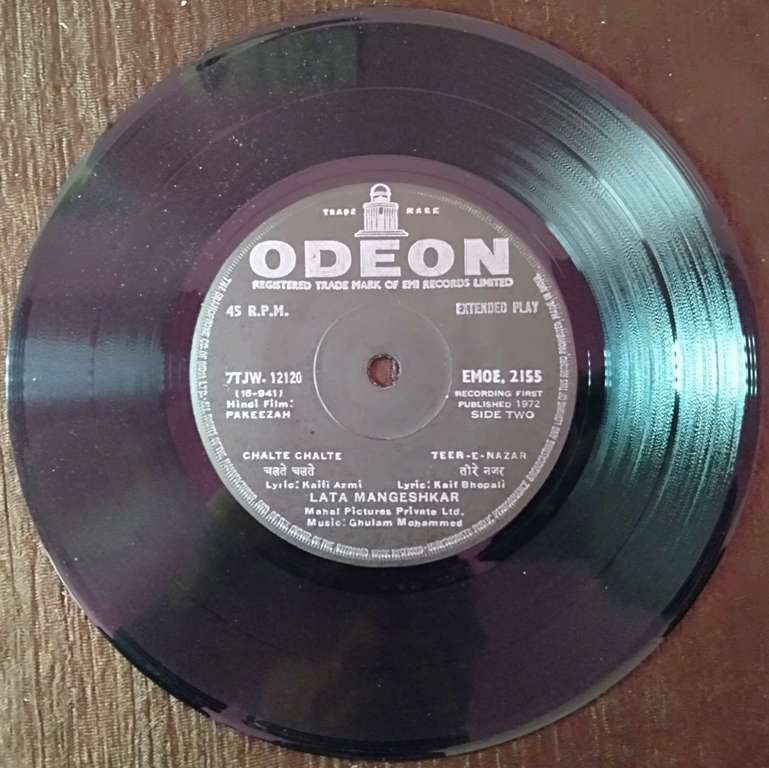 TRADE MARK
ODEON
REGISTERED TRADE MARK OF EMI RECORDS LIMITED
45 R.P.M.
EXTENDED PLAY
7TJW. 12120
(15-941)
Hindi Film:
PAKEEZAH
EMOE. 2155
RECORDING FIRST
PUBLISHED 1972
SIDE TWO
CHALTE CHALTE
चलते चलते
Lyric: Kaifi Azmi
TEER-E-NAZAR
तीरे नजर
Lyric: Kaif Bhopali
LATA MANGESHKAR
Mahal Pictures Private Ltd.
Music: Ghulam Mohammed